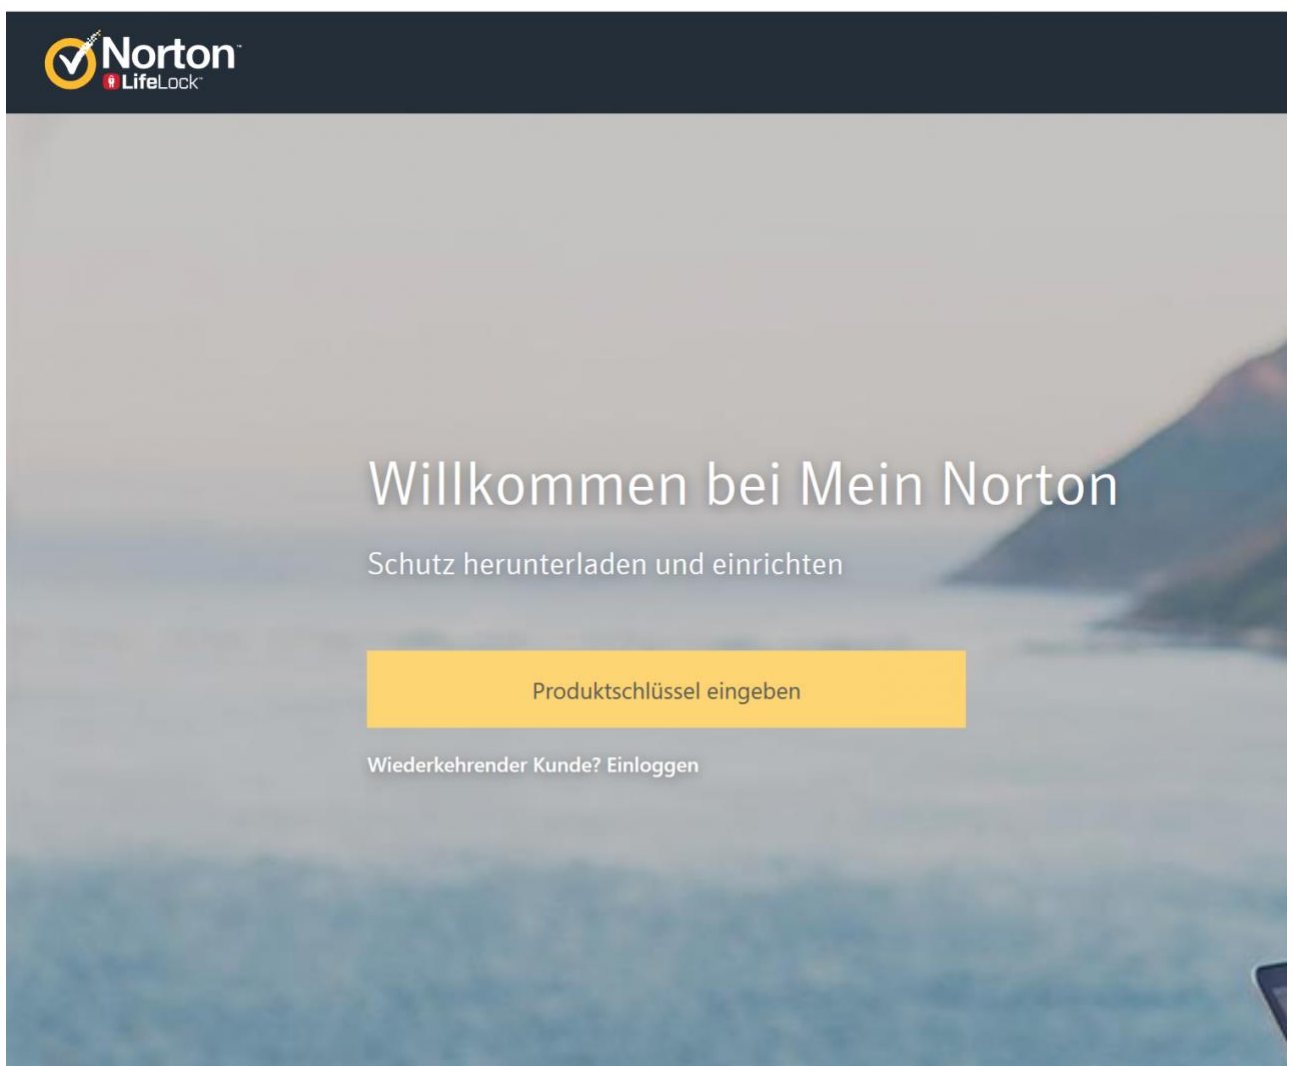 Norton
LifeLock
Willkommen bei Mein Norton
Schutz herunterladen und einrichten
Produktschlüssel eingeben
Wiederkehrender Kunde? Einloggen